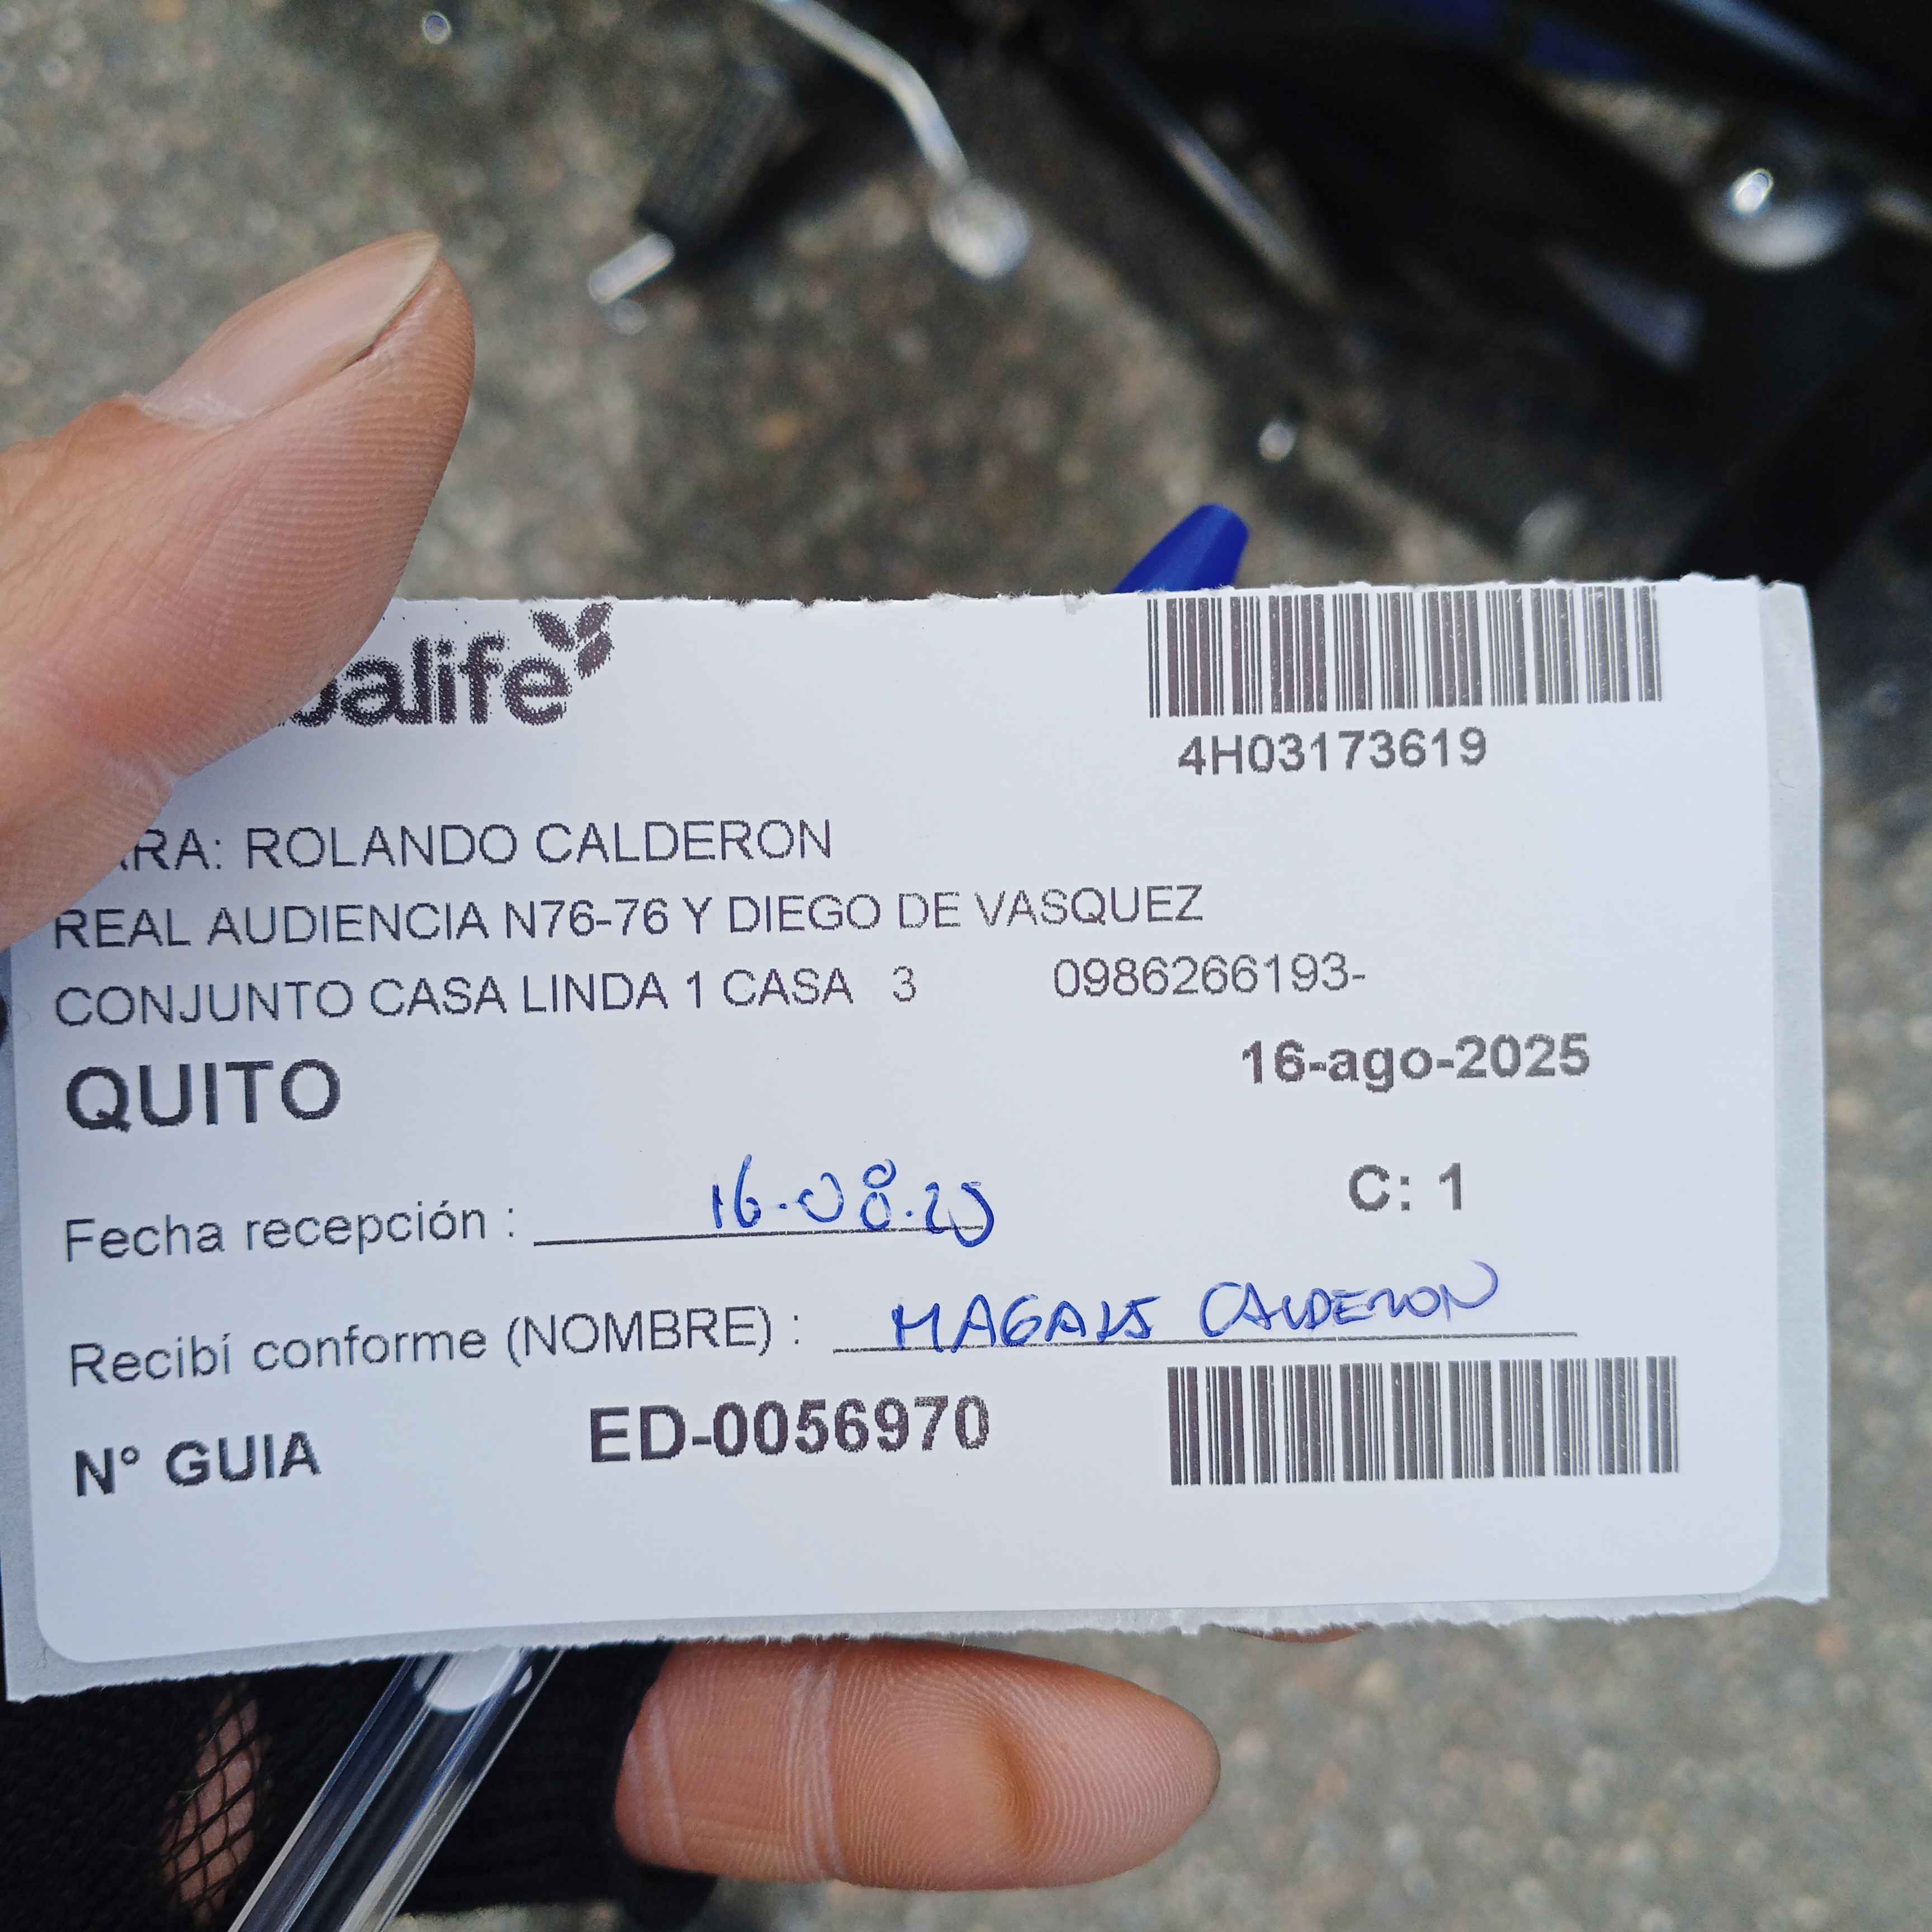 balife
4H03173619
ARA: ROLANDO CALDERON
REAL AUDIENCIA N76-76 Y DIEGO DE VASQUEZ
CONJUNTO CASA LINDA 1 CASA 3 0986266193-
QUITO 16-ago-2025
Fecha recepción : 16.08.25 C: 1
Recibí conforme (NOMBRE) : MAGALIS CALDERON
N° GUIA ED-0056970